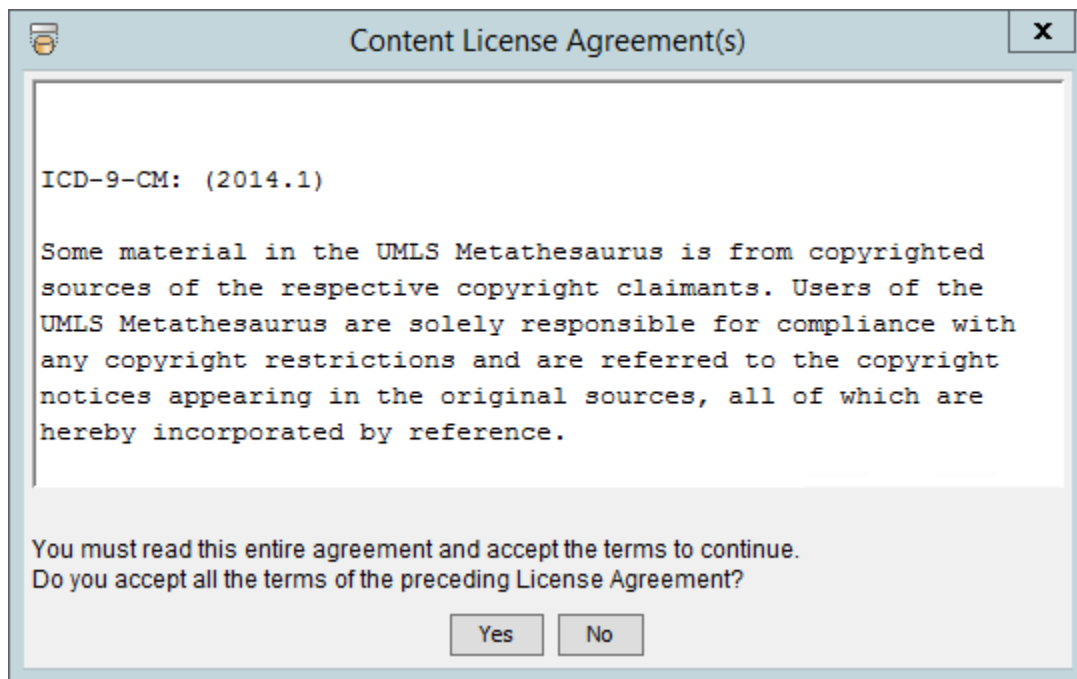 Content License Agreement(s)
x
ICD-9-CM: (2014.1)
Some material in the UMLS Metathesaurus is from copyrighted
sources of the respective copyright claimants. Users of the
UMLS Metathesaurus are solely responsible for compliance with
any copyright restrictions and are referred to the copyright
notices appearing in the original sources, all of which are
hereby incorporated by reference.
You must read this entire agreement and accept the terms to continue.
Do you accept all the terms of the preceding License Agreement?
Yes No